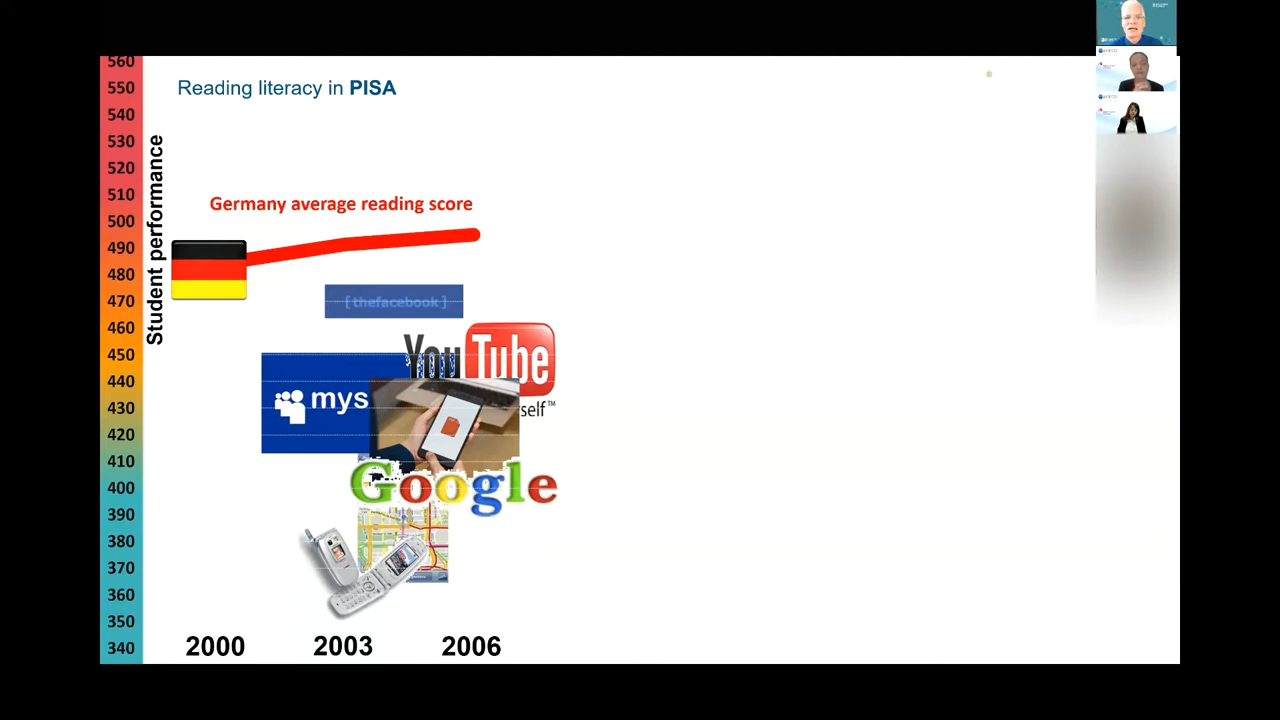 560
550
540
530
520
510
500
490
480
470
460
450
440
430
420
410
400
390
380
370
360
350
340
Student performance
Reading literacy in PISA
Germany average reading score
[thefacebook]
YouTube
self™
mys
Google
2000 2003 2006